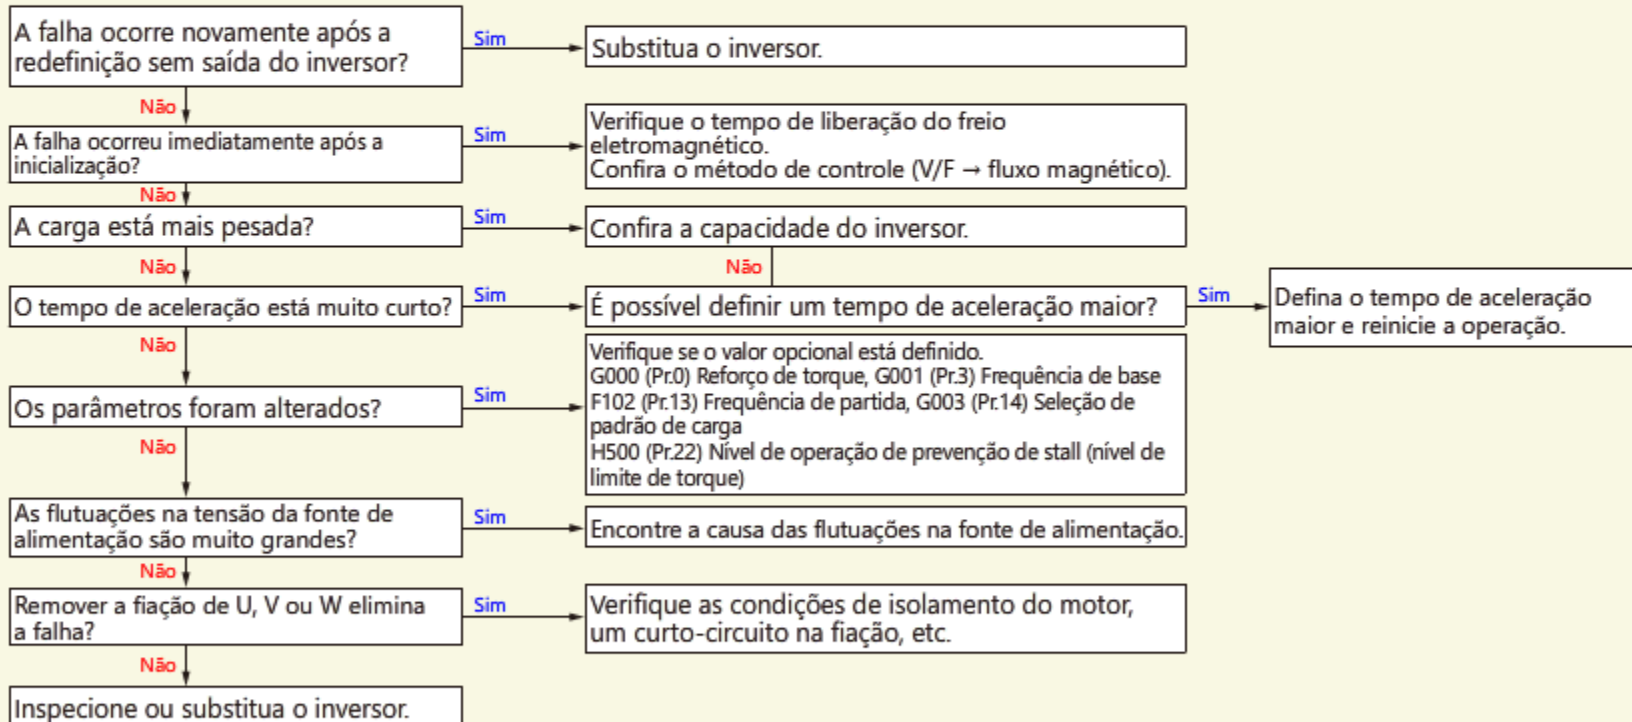 A falha ocorre novamente após a
redefinição sem saída do inversor?
Sim
Substitua o inversor.
Não
A falha ocorreu imediatamente após a
inicialização?
Sim
Verifique o tempo de liberação do freio
eletromagnético.
Confira o método de controle (V/F → fluxo magnético).
Não
A carga está mais pesada?
Sim
Confira a capacidade do inversor.
Não
Não
O tempo de aceleração está muito curto?
Sim
É possível definir um tempo de aceleração maior?
Sim
Defina o tempo de aceleração
maior e reinicie a operação.
Não
Os parâmetros foram alterados?
Sim
Verifique se o valor opcional está definido.
G000 (Pr.0) Reforço de torque, G001 (Pr.3) Frequência de base
F102 (Pr.13) Frequência de partida, G003 (Pr.14) Seleção de
padrão de carga
H500 (Pr.22) Nível de operação de prevenção de stall (nível de
limite de torque)
Não
As flutuações na tensão da fonte de
alimentação são muito grandes?
Sim
Encontre a causa das flutuações na fonte de alimentação.
Não
Remover a fiação de U, V ou W elimina
a falha?
Sim
Verifique as condições de isolamento do motor,
um curto-circuito na fiação, etc.
Não
Inspecione ou substitua o inversor.